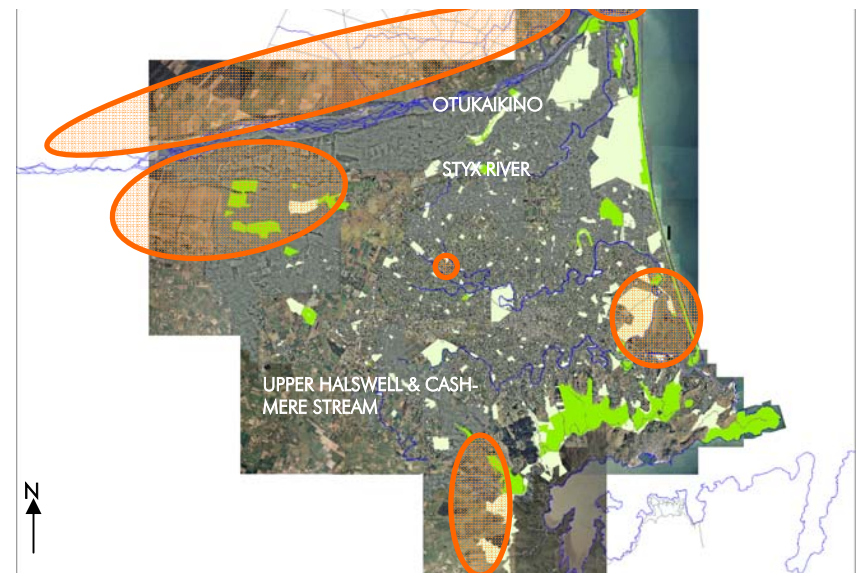 OTUKAIKINO
STYX RIVER
UPPER HALSWELL & CASH-
MERE STREAM
N